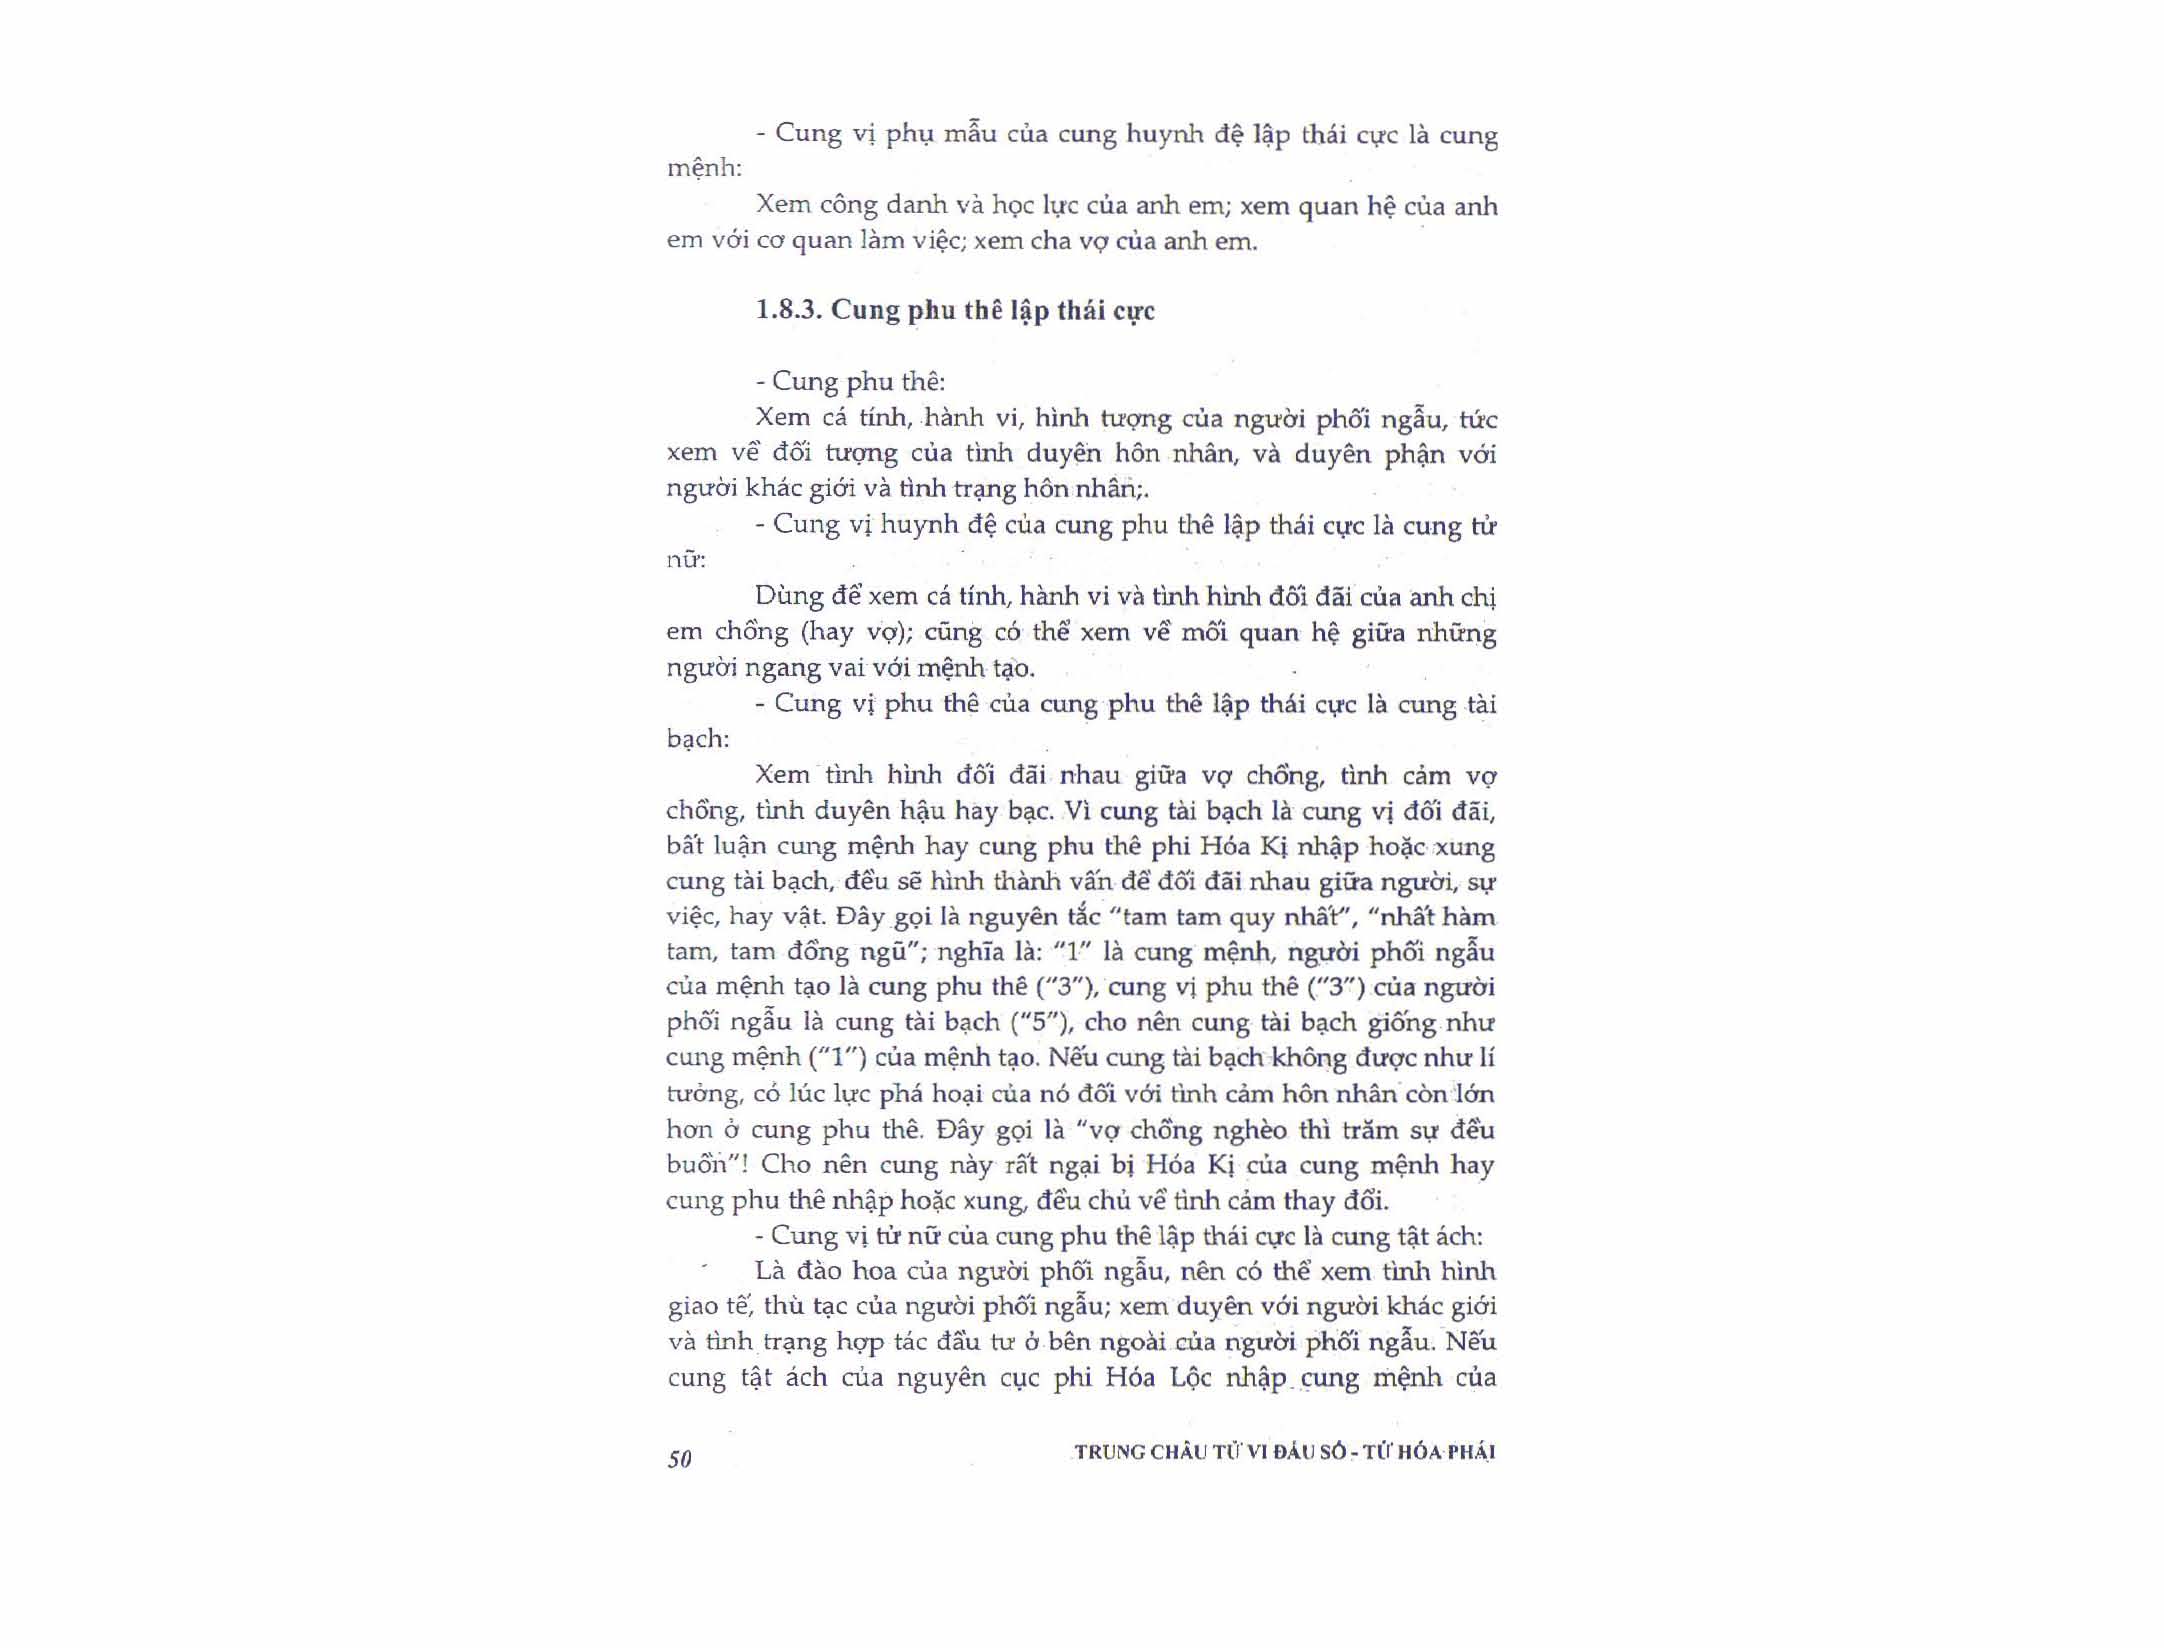 - Cung vị phụ mẫu của cung huynh đệ lập thái cực là cung
mệnh:
Xem công danh và học lực của anh em; xem quan hệ của anh
em với cơ quan làm việc; xem cha vợ của anh em.
1.8.3. Cung phu thê lập thái cực
- Cung phu thê:
Xem cá tính, hành vi, hình tượng của người phối ngẫu, tức
xem về đối tượng của tình duyên hôn nhân, và duyên phận với
người khác giới và tình trạng hôn nhân;.
- Cung vị huynh đệ của cung phu thê lập thái cực là cung tử
nữ:
Dùng để xem cá tính, hành vi và tình hình đối đãi của anh chị
em chồng (hay vợ); cũng có thể xem về mối quan hệ giữa những
người ngang vai với mệnh tạo.
- Cung vị phu thê của cung phu thê lập thái cực là cung tài
bạch:
Xem tình hình đối đãi nhau giữa vợ chồng, tình cảm vợ
chồng, tình duyên hậu hay bạc. Vì cung tài bạch là cung vị đối đãi,
bất luận cung mệnh hay cung phu thê phi Hóa Kị nhập hoặc xung
cung tài bạch, đều sẽ hình thành vấn đề đối đãi nhau giữa người, sự
việc, hay vật. Đây gọi là nguyên tắc "tam tam quy nhất", "nhất hàm
tam, tam đồng ngũ"; nghĩa là: "1" là cung mệnh, người phối ngẫu
của mệnh tạo là cung phu thê ("3"), cung vị phu thê ("3") của người
phối ngẫu là cung tài bạch ("5"), cho nên cung tài bạch giống như
cung mệnh ("1") của mệnh tạo. Nếu cung tài bạch không được như lí
tưởng, có lúc lực phá hoại của nó đối với tình cảm hôn nhân còn lớn
hơn ở cung phu thê. Đây gọi là "vợ chồng nghèo thì trăm sự đều
buồn"! Cho nên cung này rất ngại bị Hóa Kị của cung mệnh hay
cung phu thê nhập hoặc xung, đều chủ về tình cảm thay đổi.
- Cung vị tử nữ của cung phu thê lập thái cực là cung tật ách:
Là đào hoa của người phối ngẫu, nên có thể xem tình hình
giao tế, thù tạc của người phối ngẫu; xem duyên với người khác giới
và tình trạng hợp tác đầu tư ở bên ngoài của người phối ngẫu. Nếu
cung tật ách của nguyên cục phi Hóa Lộc nhập cung mệnh của
50
TRUNG CHÂU TỬ VI ĐẨU SỐ - TỨ HÓA PHÁI